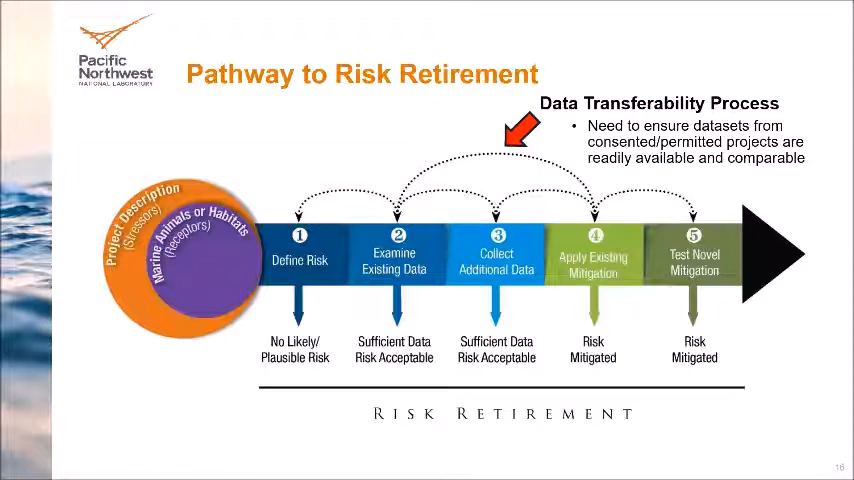 Pacific
Northwest
NATIONAL LABORATORY
Pathway to Risk Retirement
Data Transferability Process
• Need to ensure datasets from
consented/permitted projects are
readily available and comparable
Project Description
(Stressors)
Marine Animals or Habitats
(Receptors)
1
Define Risk
2
Examine
Existing Data
3
Collect
Additional Data
4
Apply Existing
Mitigation
5
Test Novel
Mitigation
No Likely/
Plausible Risk
Sufficient Data
Risk Acceptable
Sufficient Data
Risk Acceptable
Risk
Mitigated
Risk
Mitigated
RISK RETIREMENT
16